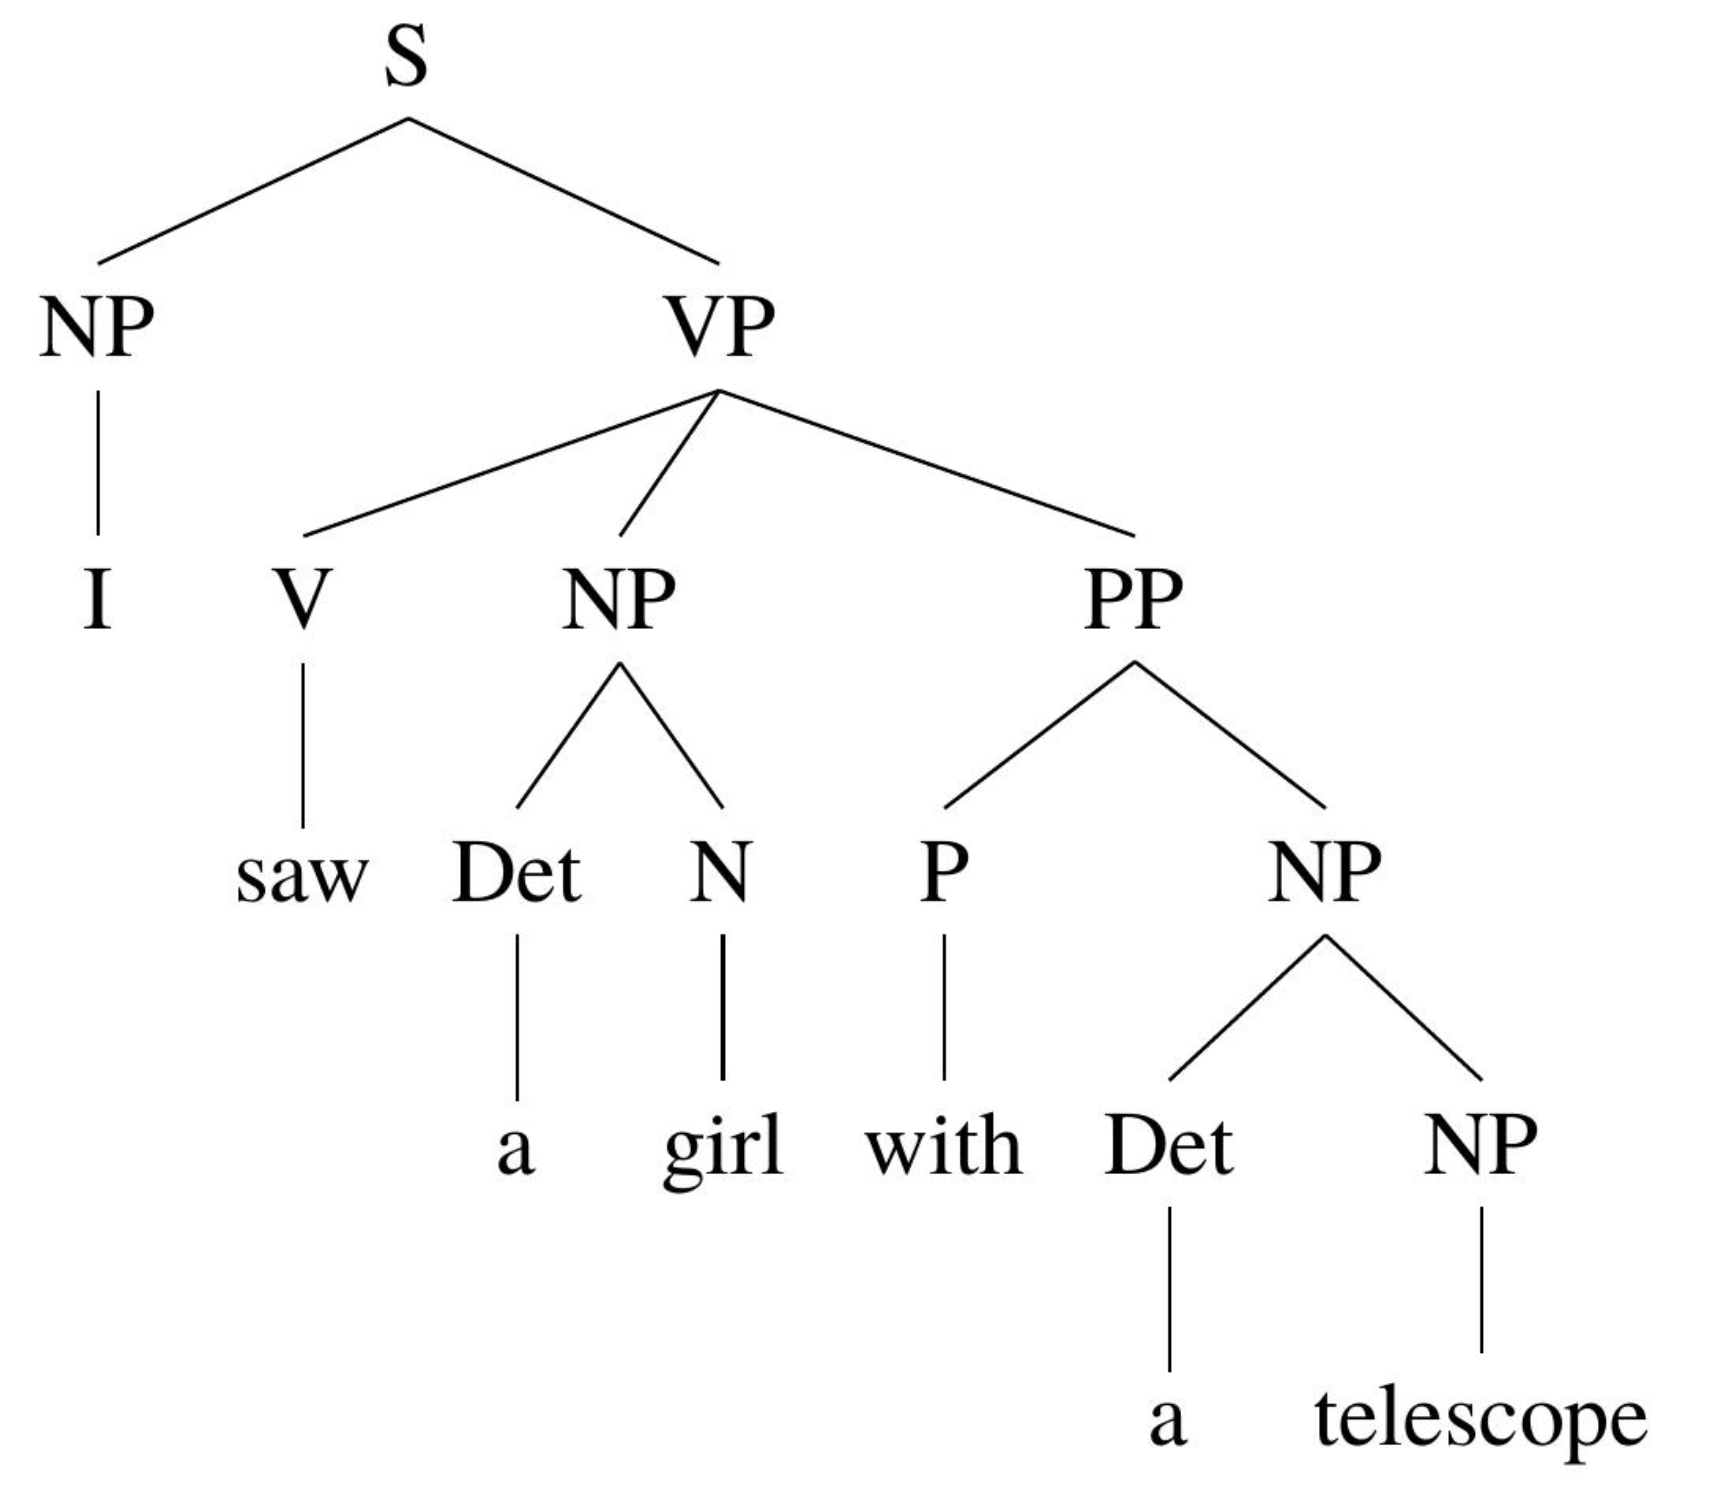 S
NP VP
I V NP PP
saw Det N P NP
a girl with Det NP
a telescope